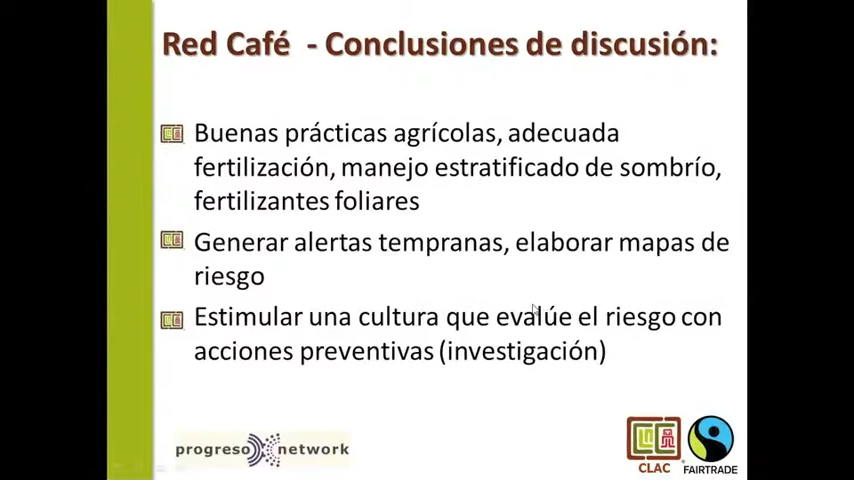 Red Café - Conclusiones de discusión:
Buenas prácticas agrícolas, adecuada
fertilización, manejo estratificado de sombrío,
fertilizantes foliares
Generar alertas tempranas, elaborar mapas de
riesgo
Estimular una cultura que evalúe el riesgo con
acciones preventivas (investigación)
progreso network
CLAC
FAIRTRADE